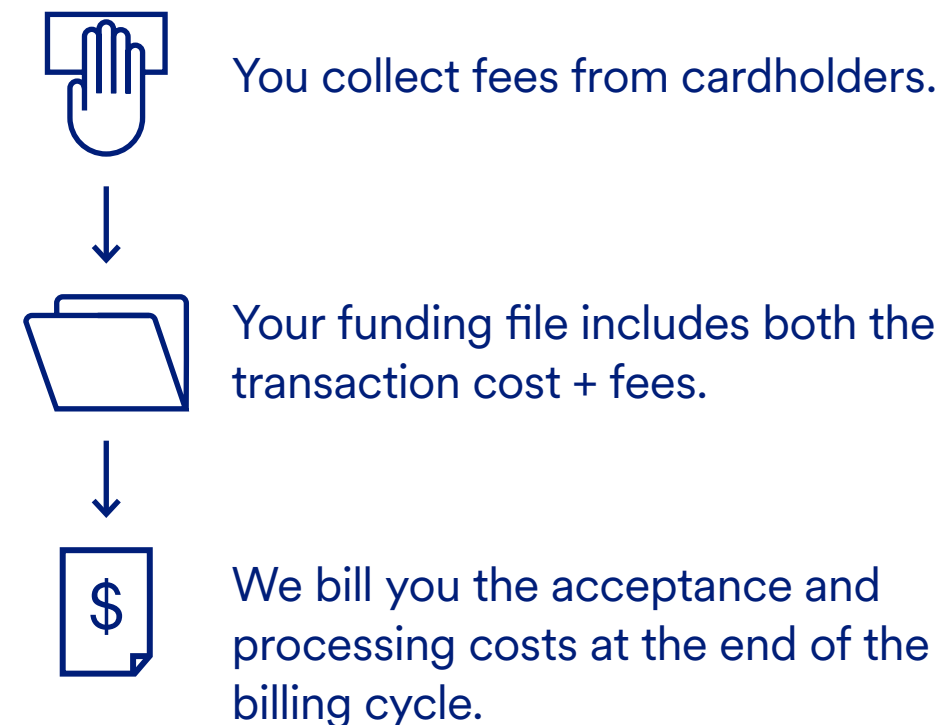 You collect fees from cardholders.
Your funding file includes both the
transaction cost + fees.
$
We bill you the acceptance and
processing costs at the end of the
billing cycle.